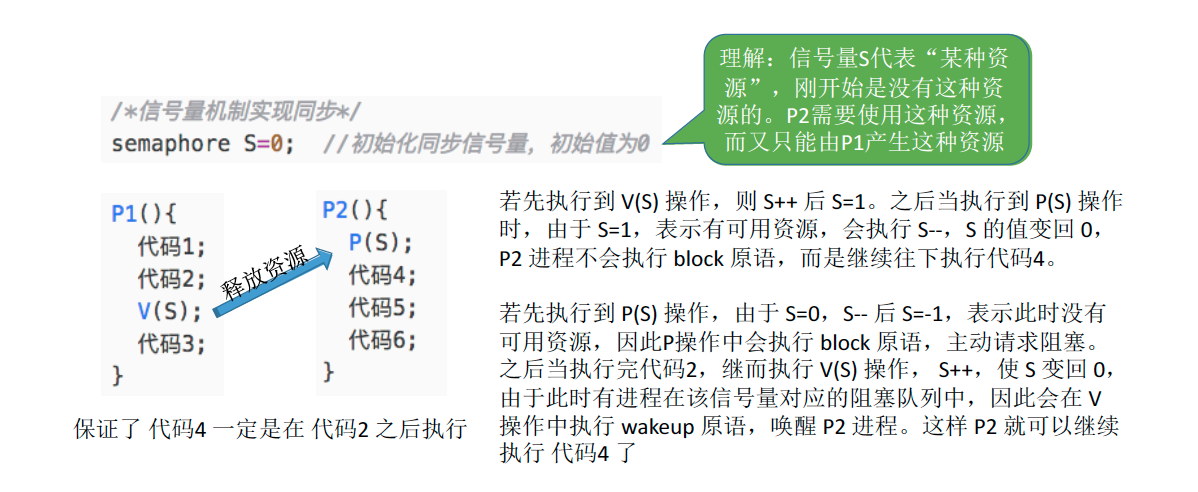 理解：信号量S代表“某种资
源”，刚开始是没有这种资
源的。P2需要使用这种资源，
而又只能由P1产生这种资源
/*信号量机制实现同步*/
semaphore S=0;  //初始化同步信号量，初始值为0
P1(){
代码1;
代码2;
V(S);
代码3;
}
释放资源
P2(){
P(S);
代码4;
代码5;
代码6;
}
保证了 代码4 一定是在 代码2 之后执行
若先执行到 V(S) 操作，则 S++ 后 S=1。之后当执行到 P(S) 操作
时，由于 S=1，表示有可用资源，会执行 S--，S 的值变回 0，
P2 进程不会执行 block 原语，而是继续往下执行代码4。
若先执行到 P(S) 操作，由于 S=0，S-- 后 S=-1，表示此时没有
可用资源，因此P操作中会执行 block 原语，主动请求阻塞。
之后当执行完代码2，继而执行 V(S) 操作， S++，使 S 变回 0，
由于此时有进程在该信号量对应的阻塞队列中，因此会在 V
操作中执行 wakeup 原语，唤醒 P2 进程。这样 P2 就可以继续
执行 代码4 了